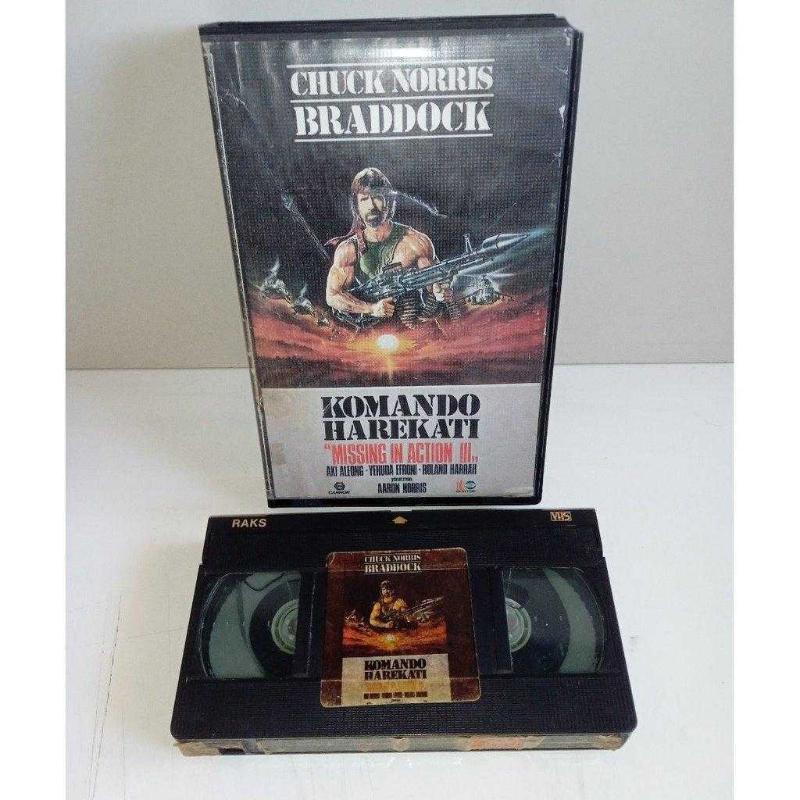 CHUCK NORRIS
BRADDOCK
KOMANDO
HAREKATI
"MISSING IN ACTION III"
AKI ALEONG - YEHUDA EFRONI - ROLAND HARRAH
AARON NORRIS
CANNON
RAKS
VHS
CHUCK NORRIS
BRADDOCK
KOMANDO
HAREKATI